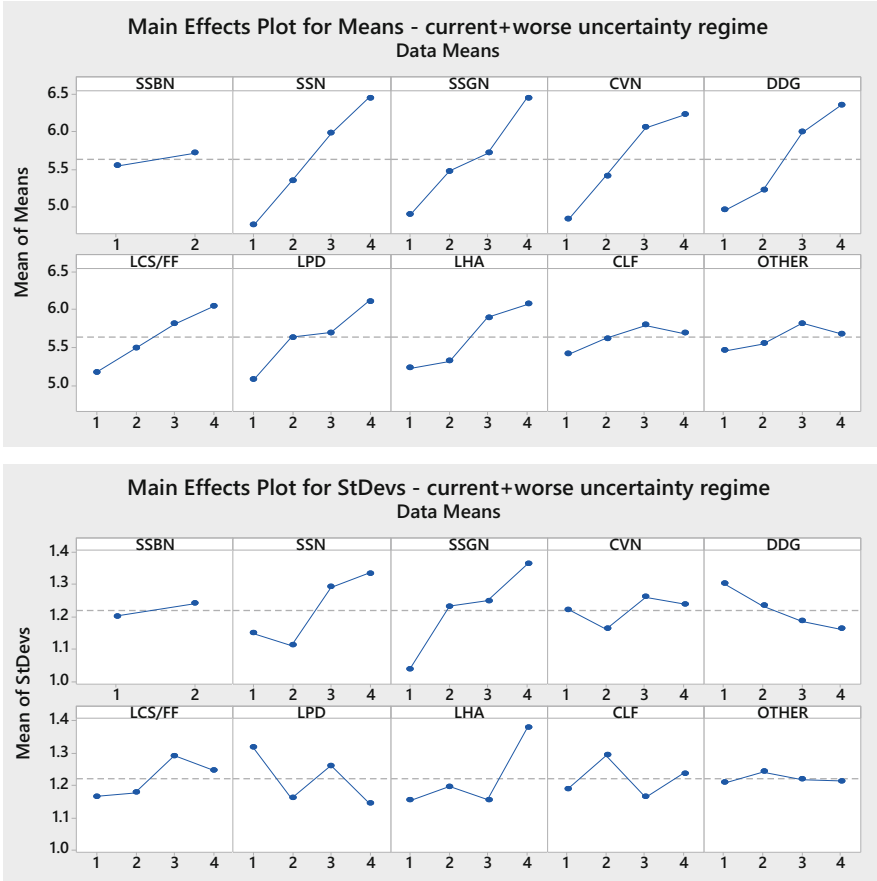 Main Effects Plot for Means - current+worse uncertainty regime
Data Means
Mean of Means
SSBN SSN SSGN CVN DDG
6.5
6.0
5.5
5.0
1 2 1 2 3 4 1 2 3 4 1 2 3 4 1 2 3 4
LCS/FF LPD LHA CLF OTHER
6.5
6.0
5.5
5.0
1 2 3 4 1 2 3 4 1 2 3 4 1 2 3 4 1 2 3 4
Main Effects Plot for StDevs - current+worse uncertainty regime
Data Means
Mean of StDevs
SSBN SSN SSGN CVN DDG
1.4
1.3
1.2
1.1
1.0
1 2 1 2 3 4 1 2 3 4 1 2 3 4 1 2 3 4
LCS/FF LPD LHA CLF OTHER
1.4
1.3
1.2
1.1
1.0
1 2 3 4 1 2 3 4 1 2 3 4 1 2 3 4 1 2 3 4